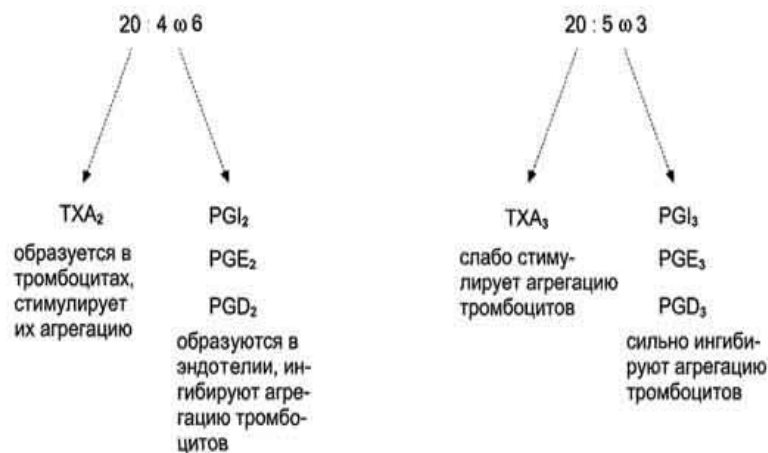 20 : 4 ω 6
TXA₂
образуется в
тромбоцитах,
стимулирует
их агрегацию
PGI₂
PGE₂
PGD₂
образуются в
эндотелии, ин-
гибируют агре-
гацию тромбо-
цитов
20 : 5 ω 3
TXA₃
слабо стиму-
лирует агрегацию
тромбоцитов
PGI₃
PGE₃
PGD₃
сильно ингиби-
руют агрегацию
тромбоцитов